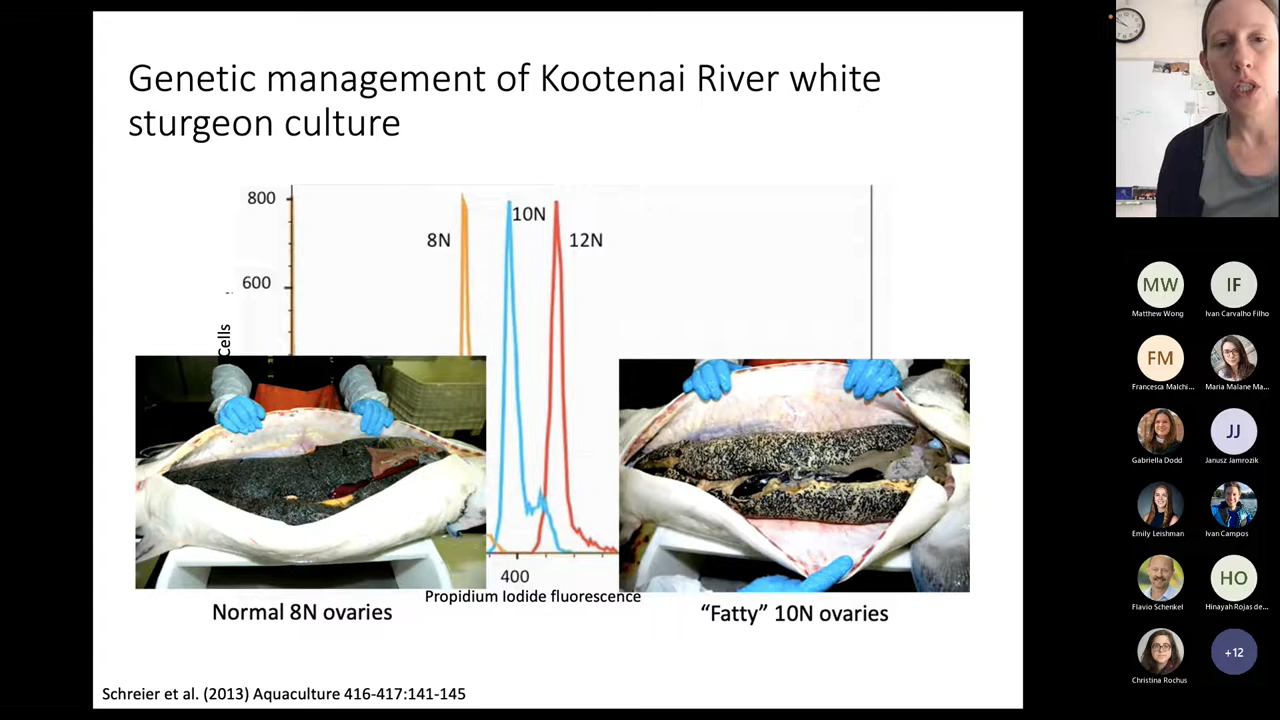 Genetic management of Kootenai River white
sturgeon culture
800
600
Cells
8N
10N
12N
400
Propidium Iodide fluorescence
Normal 8N ovaries
“Fatty” 10N ovaries
Schreier et al. (2013) Aquaculture 416-417:141-145
MW
Matthew Wong
IF
Ivan Carvalho Filho
FM
Francesca Malchi...
Maria Malane Ma...
Gabriella Dodd
JJ
Janusz Jamrozik
Emily Leishman
Ivan Campos
Flavio Schenkel
HO
Hinayah Rojas de...
Christina Rochus
+12